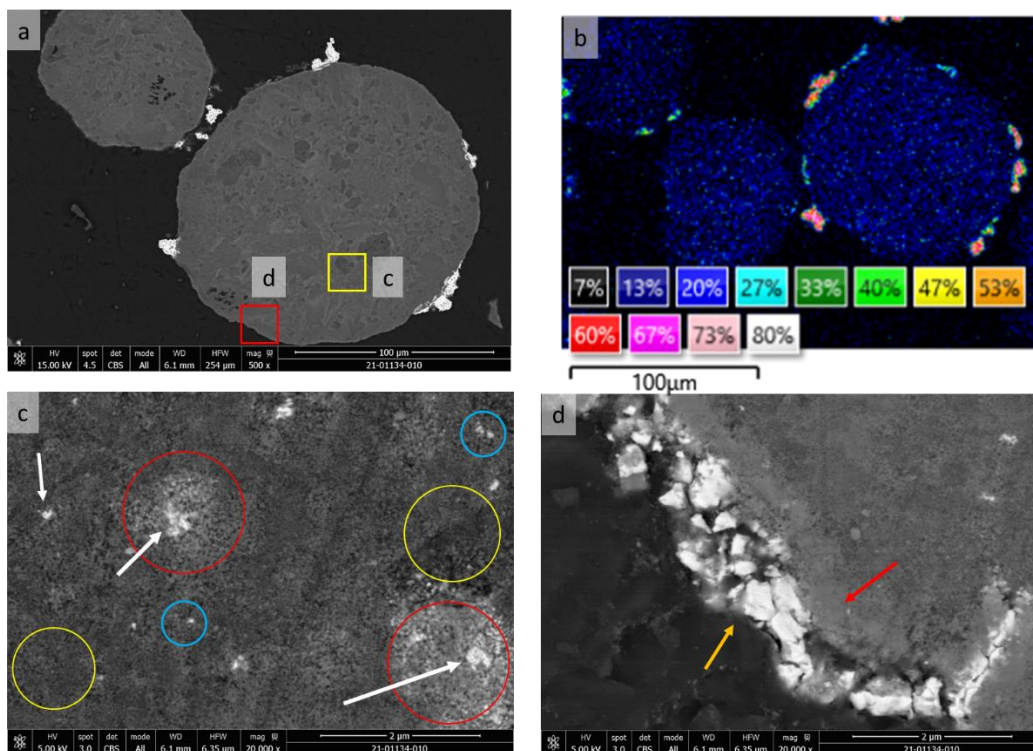 a
d
c
HV spot det mode WD HFW mag
15.00 kV 4.5 CBS All 6.1 mm 254 µm 500 x
100 µm
21-01134-010
b
7% 13% 20% 27% 33% 40% 47% 53%
60% 67% 73% 80%
100µm
c
HV spot det mode WD HFW mag
5.00 kV 3.0 CBS All 6.1 mm 6.35 µm 20 000 x
2 µm
21-01134-010
d
HV spot det mode WD HFW mag
5.00 kV 3.0 CBS All 6.1 mm 6.35 µm 20 000 x
2 µm
21-01134-010